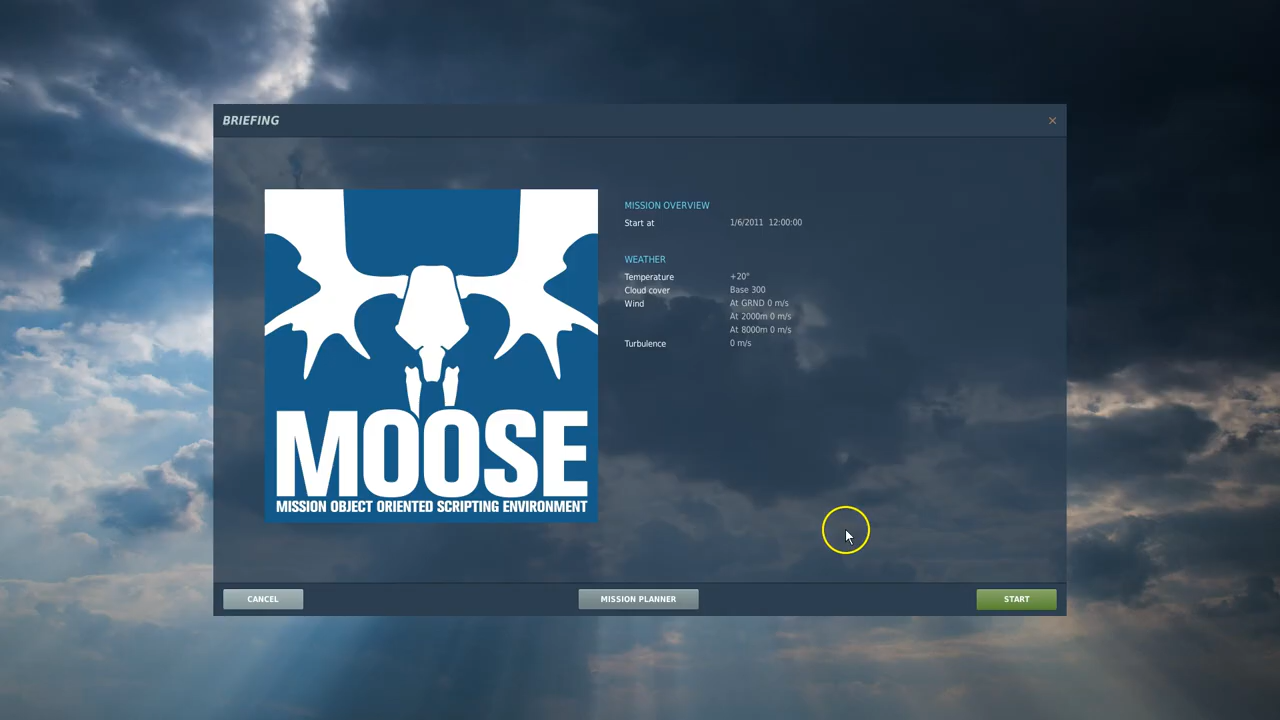 BRIEFING
MISSION OVERVIEW
Start at 1/6/2011 12:00:00
WEATHER
Temperature +20°
Cloud cover Base 300
Wind At GRND 0 m/s
At 2000m 0 m/s
At 8000m 0 m/s
Turbulence 0 m/s
MOOSE
MISSION OBJECT ORIENTED SCRIPTING ENVIRONMENT
CANCEL
MISSION PLANNER
START